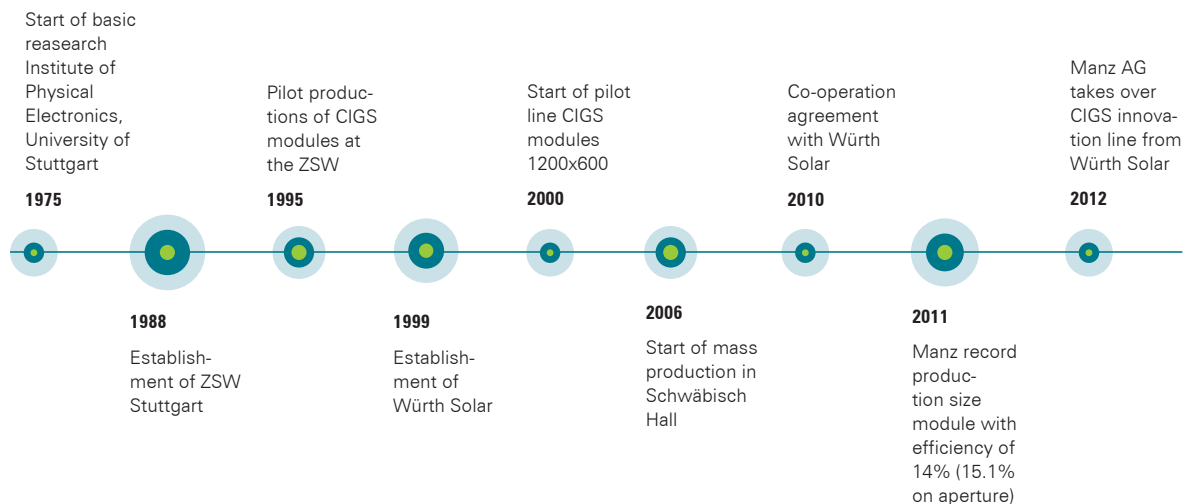 Start of basic
reasearch
Institute of
Physical
Electronics,
University of
Stuttgart
1975
1988
Establish-
ment of ZSW
Stuttgart
Pilot produc-
tions of CIGS
modules at
the ZSW
1995
1999
Establish-
ment of
Würth Solar
Start of pilot
line CIGS
modules
1200x600
2000
2006
Start of mass
production in
Schwäbisch
Hall
Co-operation
agreement
with Würth
Solar
2010
2011
Manz record
produc-
tion size
module with
efficiency of
14% (15.1%
on aperture)
Manz AG
takes over
CIGS innova-
tion line from
Würth Solar
2012